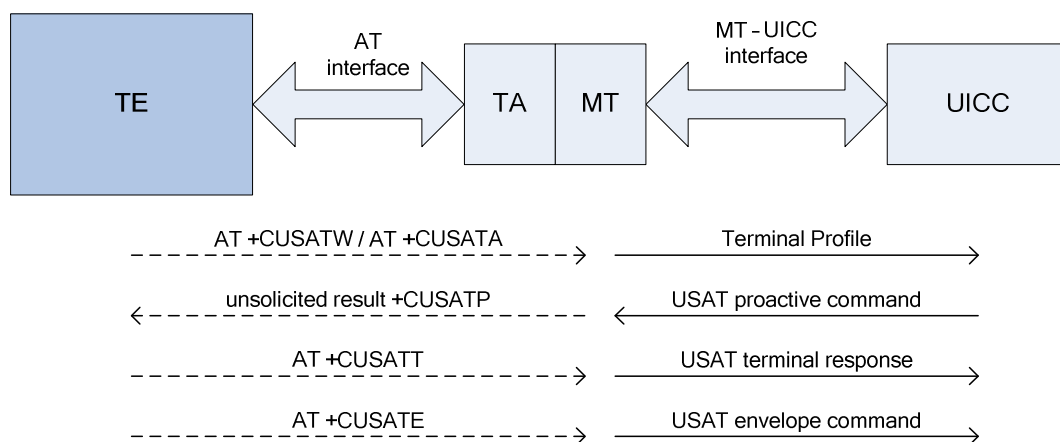 TE
AT
interface
TA
MT
MT - UICC
interface
UICC
AT +CUSATW / AT +CUSATA
Terminal Profile
unsolicited result +CUSATP
USAT proactive command
AT +CUSATT
USAT terminal response
AT +CUSATE
USAT envelope command